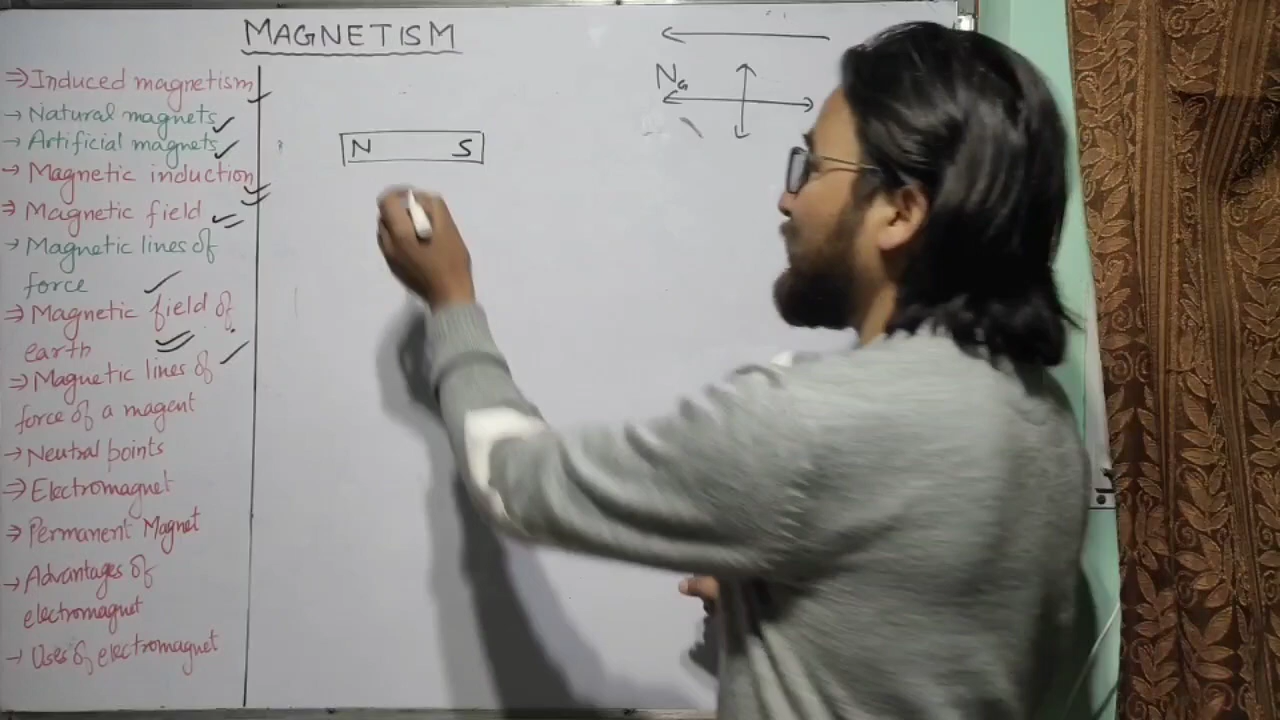 MAGNETISM
⇒ Induced magnetism
→ Natural magnets
→ Artificial magnets
→ Magnetic induction
⇒ Magnetic field
→ Magnetic lines of
force
⇒ Magnetic field of
earth
⇒ Magnetic lines of
force of a magent
→ Neutral points
⇒ Electromagnet
→ Permanent Magnet
→ Advantages of
electromagnet
→ Uses of electromagnet
N S
NG